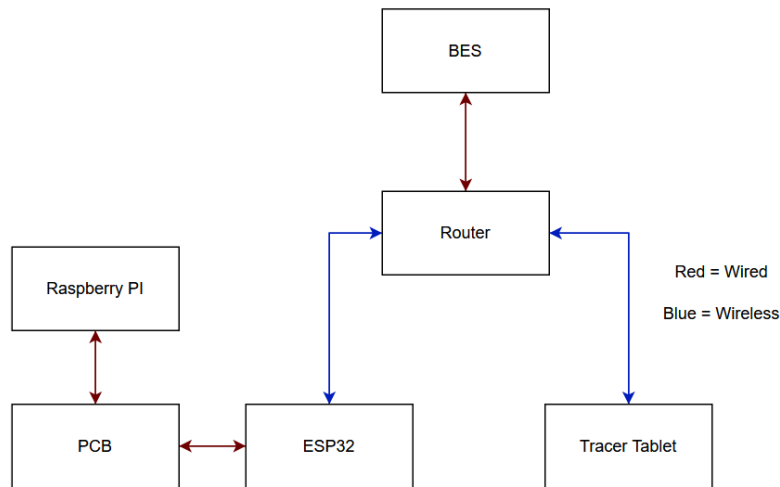 BES
Router
Raspberry PI
Red = Wired
Blue = Wireless
PCB
ESP32
Tracer Tablet